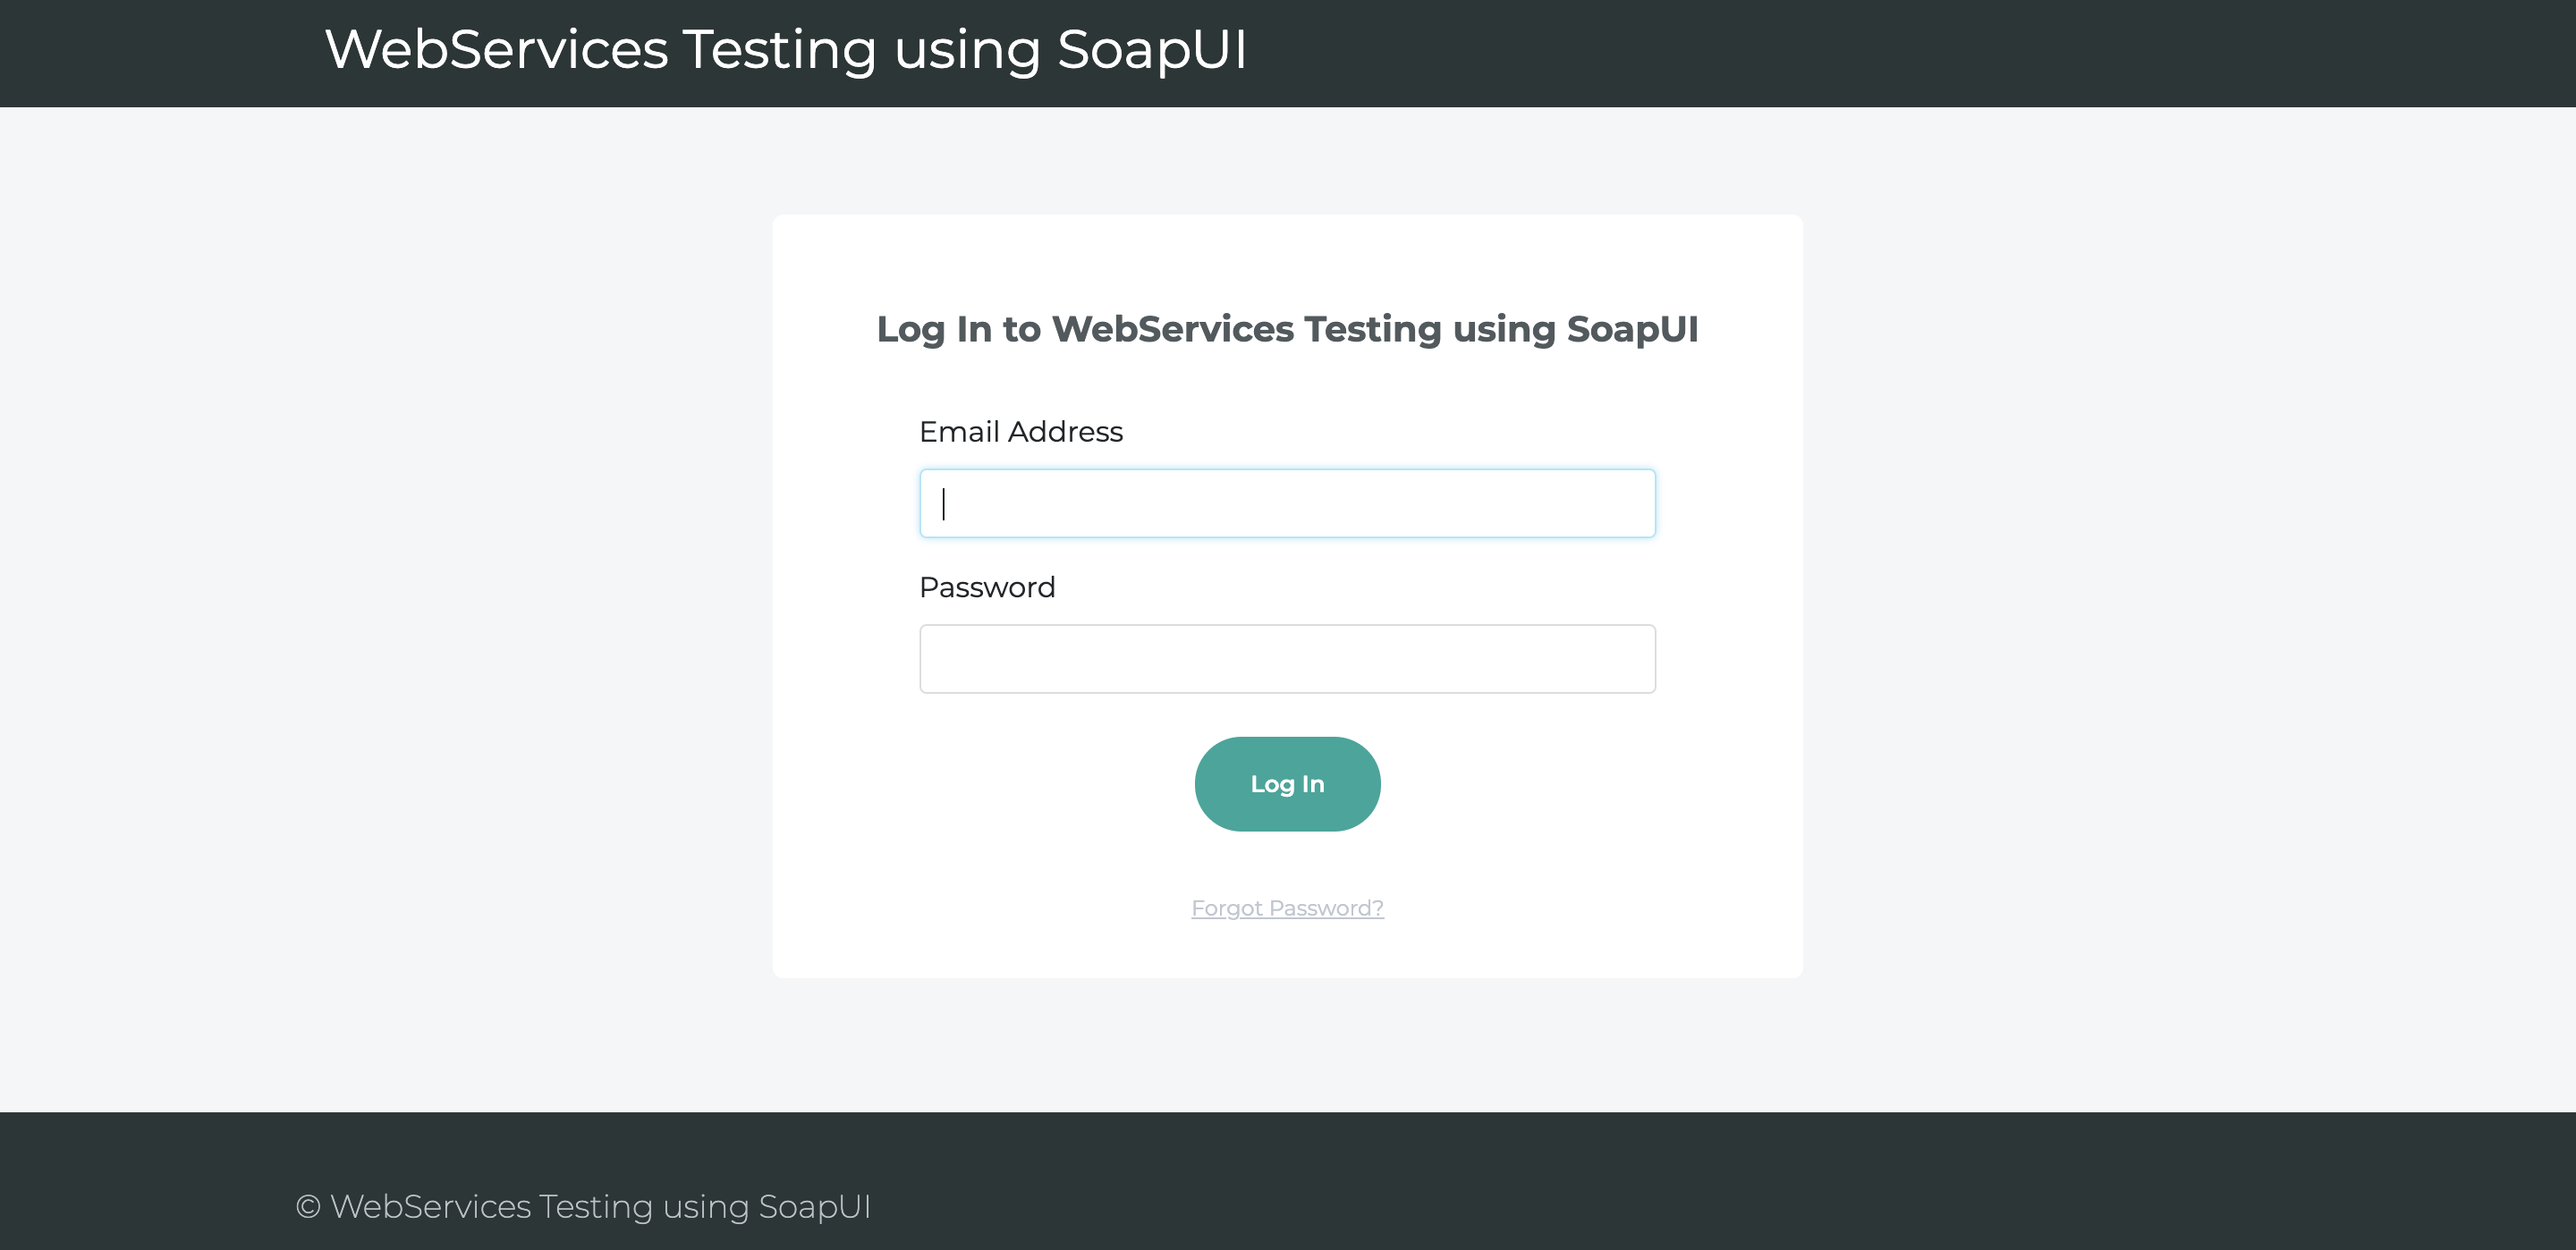 WebServices Testing using SoapUI
Log In to WebServices Testing using SoapUI
Email Address
Password
Log In
Forgot Password?
© WebServices Testing using SoapUI